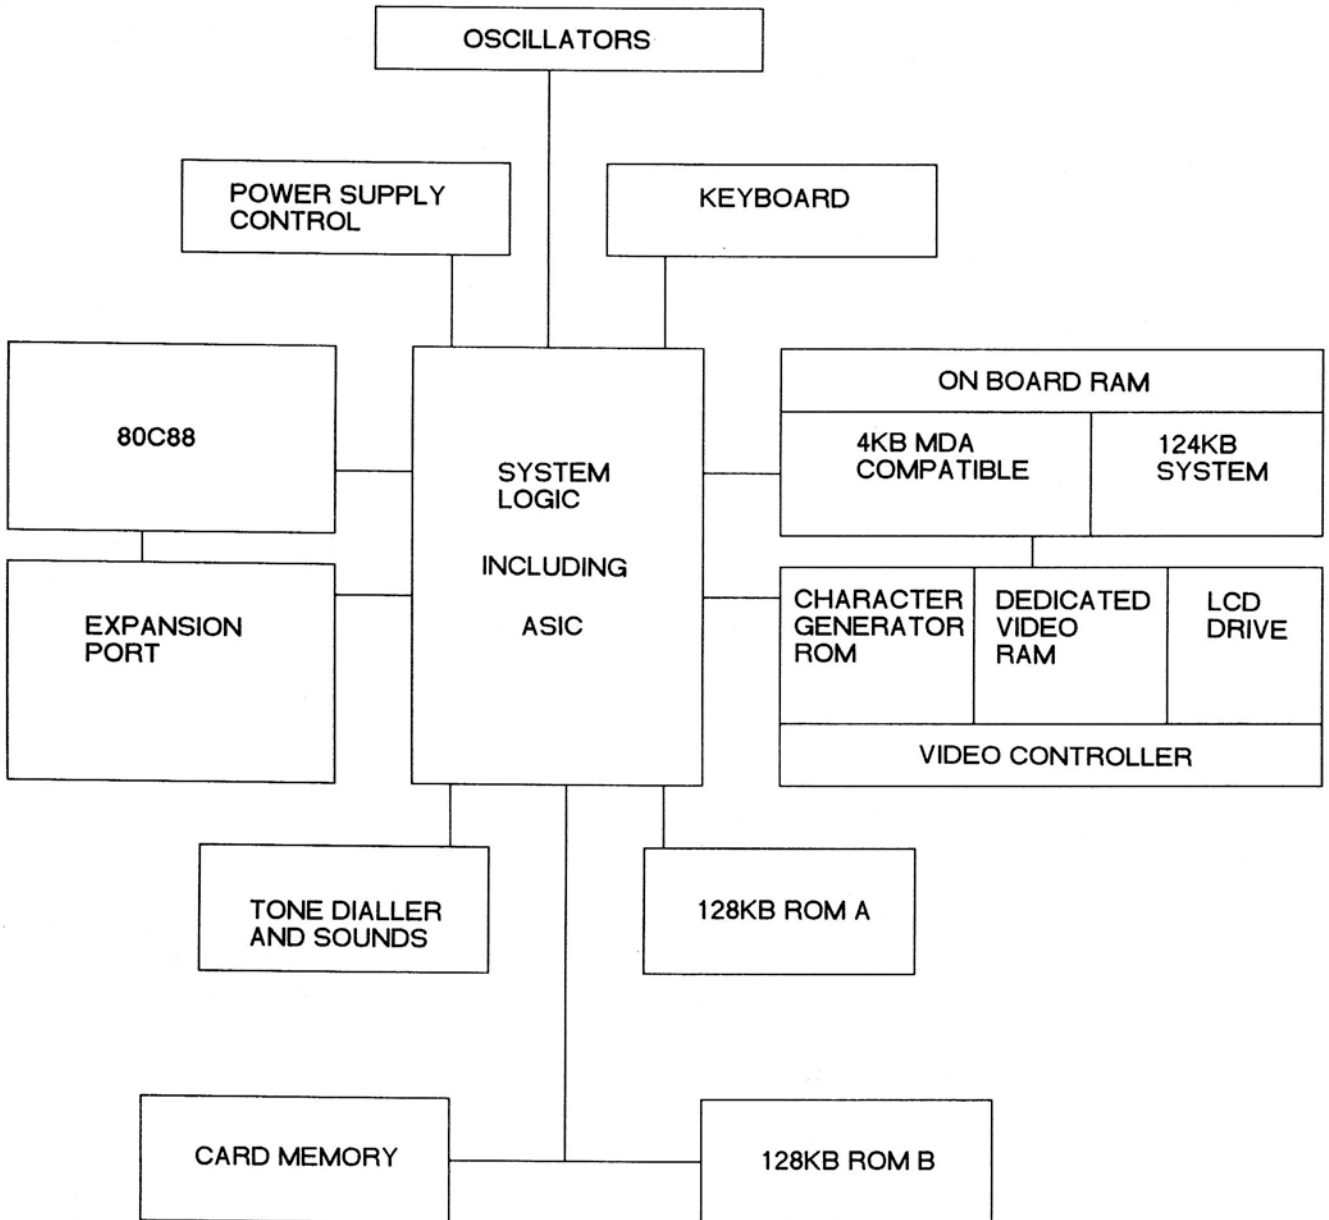 OSCILLATORS
POWER SUPPLY
CONTROL
KEYBOARD
80C88
SYSTEM
LOGIC
INCLUDING
ASIC
ON BOARD RAM
4KB MDA
COMPATIBLE
124KB
SYSTEM
EXPANSION
PORT
CHARACTER
GENERATOR
ROM
DEDICATED
VIDEO
RAM
LCD
DRIVE
VIDEO CONTROLLER
TONE DIALLER
AND SOUNDS
128KB ROM A
CARD MEMORY
128KB ROM B